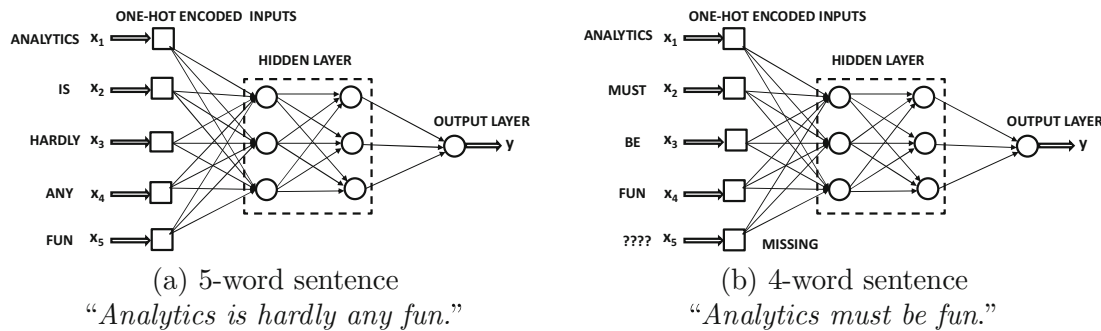 ONE-HOT ENCODED INPUTS
ANALYTICS x₁
HIDDEN LAYER
IS x₂
OUTPUT LAYER
HARDLY x₃
y
ANY x₄
FUN x₅
(a) 5-word sentence
“Analytics is hardly any fun.”
ONE-HOT ENCODED INPUTS
ANALYTICS x₁
HIDDEN LAYER
MUST x₂
OUTPUT LAYER
BE x₃
y
FUN x₄
???? x₅ MISSING
(b) 4-word sentence
“Analytics must be fun.”